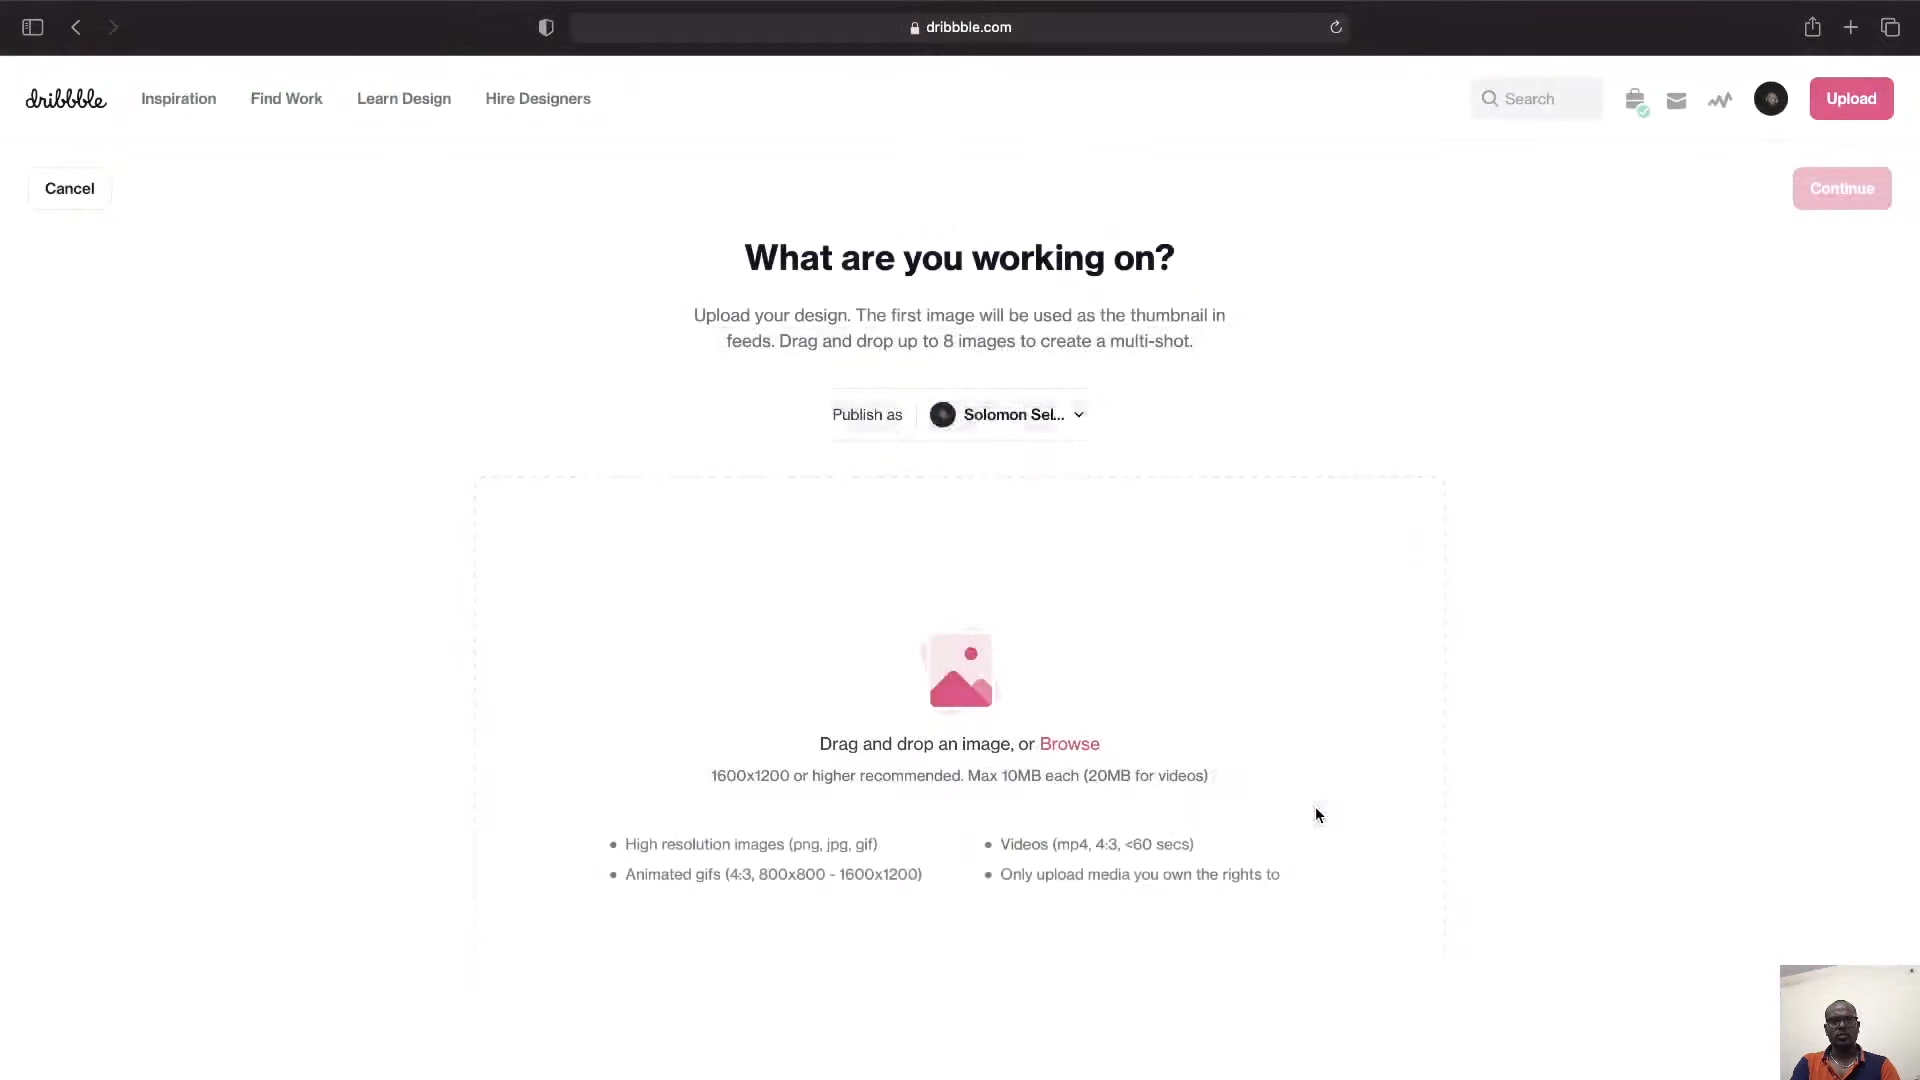 dribbble.com
dribbble Inspiration Find Work Learn Design Hire Designers Search Upload
Cancel Continue
What are you working on?
Upload your design. The first image will be used as the thumbnail in
feeds. Drag and drop up to 8 images to create a multi-shot.
Publish as Solomon Sel...
Drag and drop an image, or Browse
1600x1200 or higher recommended. Max 10MB each (20MB for videos)
• High resolution images (png, jpg, gif)
• Animated gifs (4:3, 800x800 - 1600x1200)
• Videos (mp4, 4:3, <60 secs)
• Only upload media you own the rights to